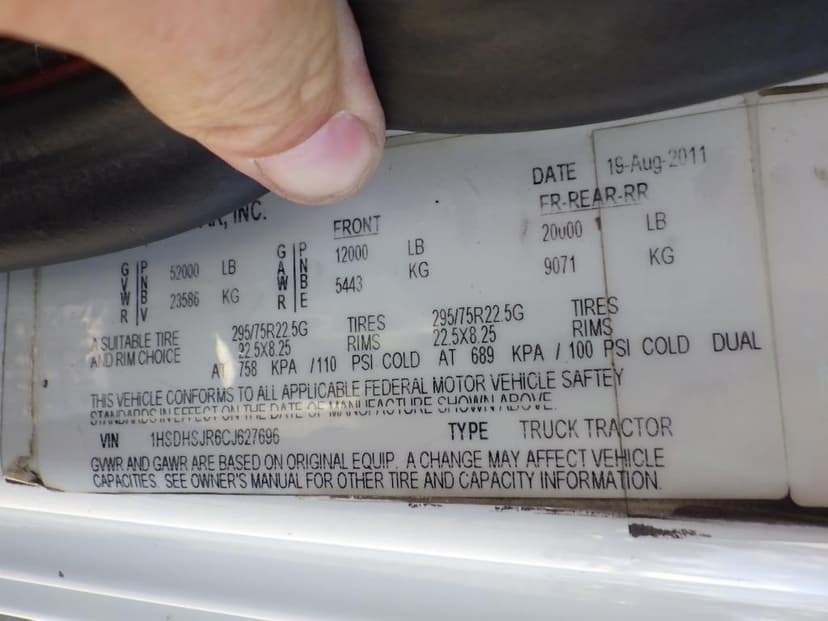 DATE 19-Aug-2011
INC.
FRONT
FR-REAR-RR
GVWR PNBV 52000 LB GAWR PNBE 12000 LB 20000 LB
23586 KG 5443 KG 9071 KG
A SUITABLE TIRE 295/75R22.5G TIRES 295/75R22.5G TIRES
AND RIM CHOICE 22.5X8.25 RIMS 22.5X8.25 RIMS
AT 758 KPA /110 PSI COLD AT 689 KPA / 100 PSI COLD DUAL
THIS VEHICLE CONFORMS TO ALL APPLICABLE FEDERAL MOTOR VEHICLE SAFTEY
STANDARDS IN EFFECT ON THE DATE OF MANUFACTURE SHOWN ABOVE.
VIN 1HSDHSJR6CJ627696 TYPE TRUCK TRACTOR
GVWR AND GAWR ARE BASED ON ORIGINAL EQUIP. A CHANGE MAY AFFECT VEHICLE
CAPACITIES. SEE OWNER'S MANUAL FOR OTHER TIRE AND CAPACITY INFORMATION.